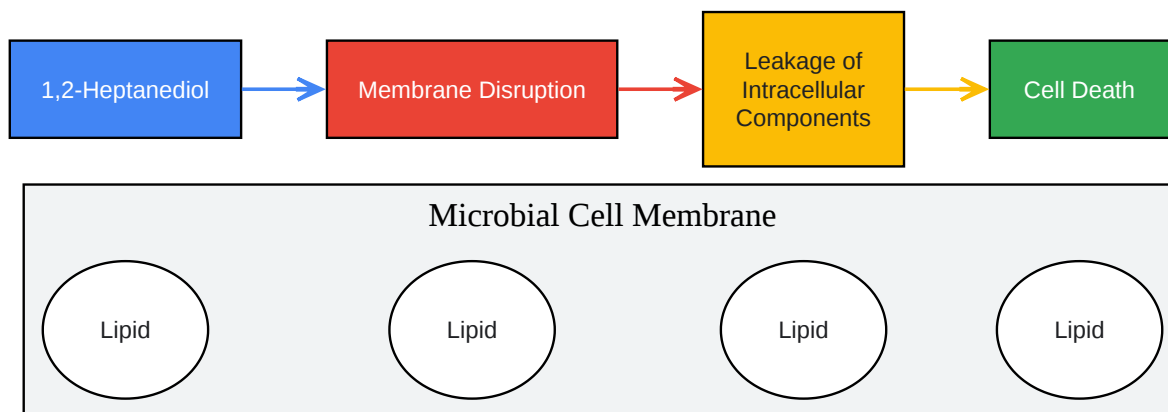 1,2-Heptanediol
Membrane Disruption
Leakage of
Intracellular
Components
Cell Death
Microbial Cell Membrane
Lipid
Lipid
Lipid
Lipid